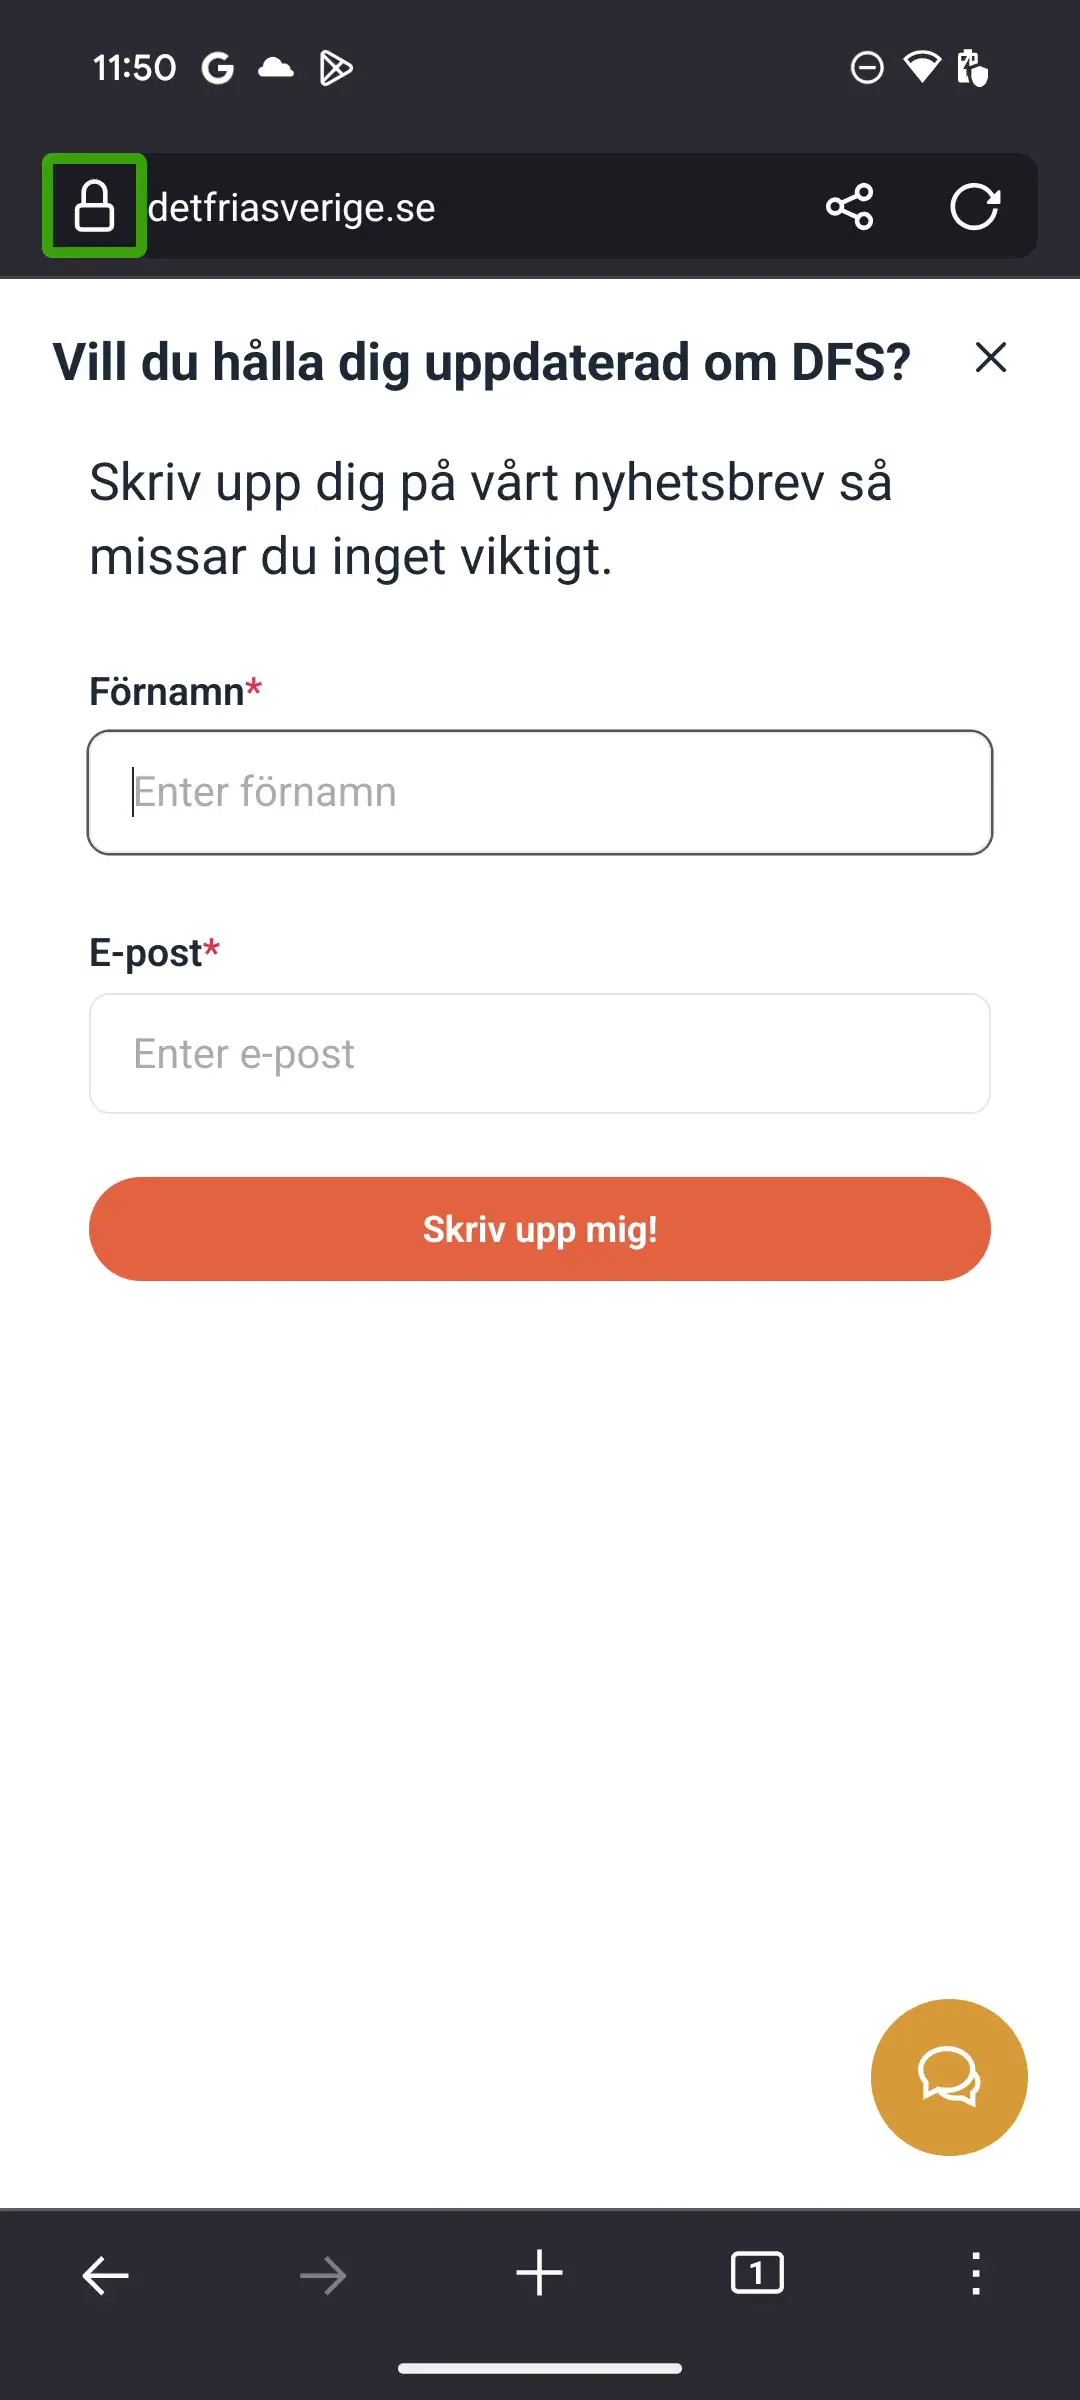 11:50
detfriasverige.se
Vill du hålla dig uppdaterad om DFS?
Skriv upp dig på vårt nyhetsbrev så
missar du inget viktigt.
Förnamn*
Enter förnamn
E-post*
Enter e-post
Skriv upp mig!
1